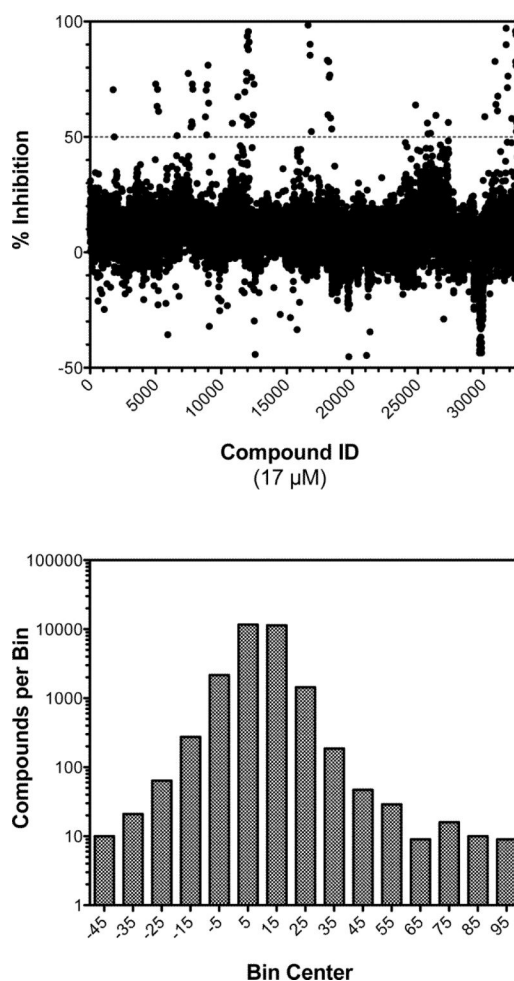 100
50
0
-50
% Inhibition
0 5000 10000 15000 20000 25000 30000
Compound ID
(17 µM)
100000
10000
1000
100
10
1
Compounds per Bin
-45 -35 -25 -15 -5 5 15 25 35 45 55 65 75 85 95
Bin Center